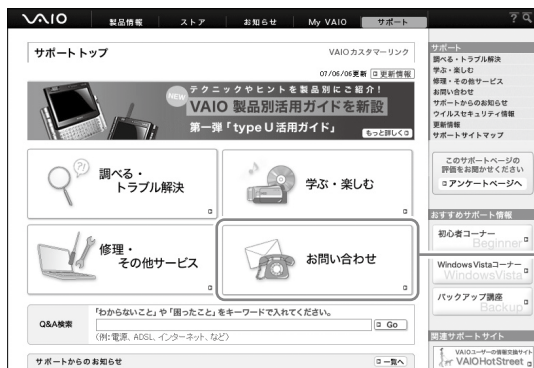 VAIO
製品情報
ストア
お知らせ
My VAIO
サポート
サポートトップ
VAIOカスタマーリンク
07/06/06更新
更新情報
NEW
テクニックやヒントを製品別にご紹介！
VAIO 製品別活用ガイドを新設
第一弾「type U 活用ガイド」
もっと詳しく
調べる・
トラブル解決
学ぶ・楽しむ
修理・
その他サービス
お問い合わせ
Q&A検索
「わからないこと」や「困ったこと」をキーワードで入れてください。
Go
(例：電源、ADSL、インターネット、など)
サポートからのお知らせ
一覧へ
サポート
調べる・トラブル解決
学ぶ・楽しむ
修理・その他のサービス
お問い合わせ
サポートからのお知らせ
ウイルスセキュリティ情報
更新情報
サポートサイトマップ
このサポートページの
評価をお聞かせください
アンケートページへ
おすすめサポート情報
初心者コーナー
Beginner
Windows Vistaコーナー
WindowsVista
バックアップ講座
Backup
関連サポートサイト
VAIOユーザーの情報交換サイト
VAIOHotStreet